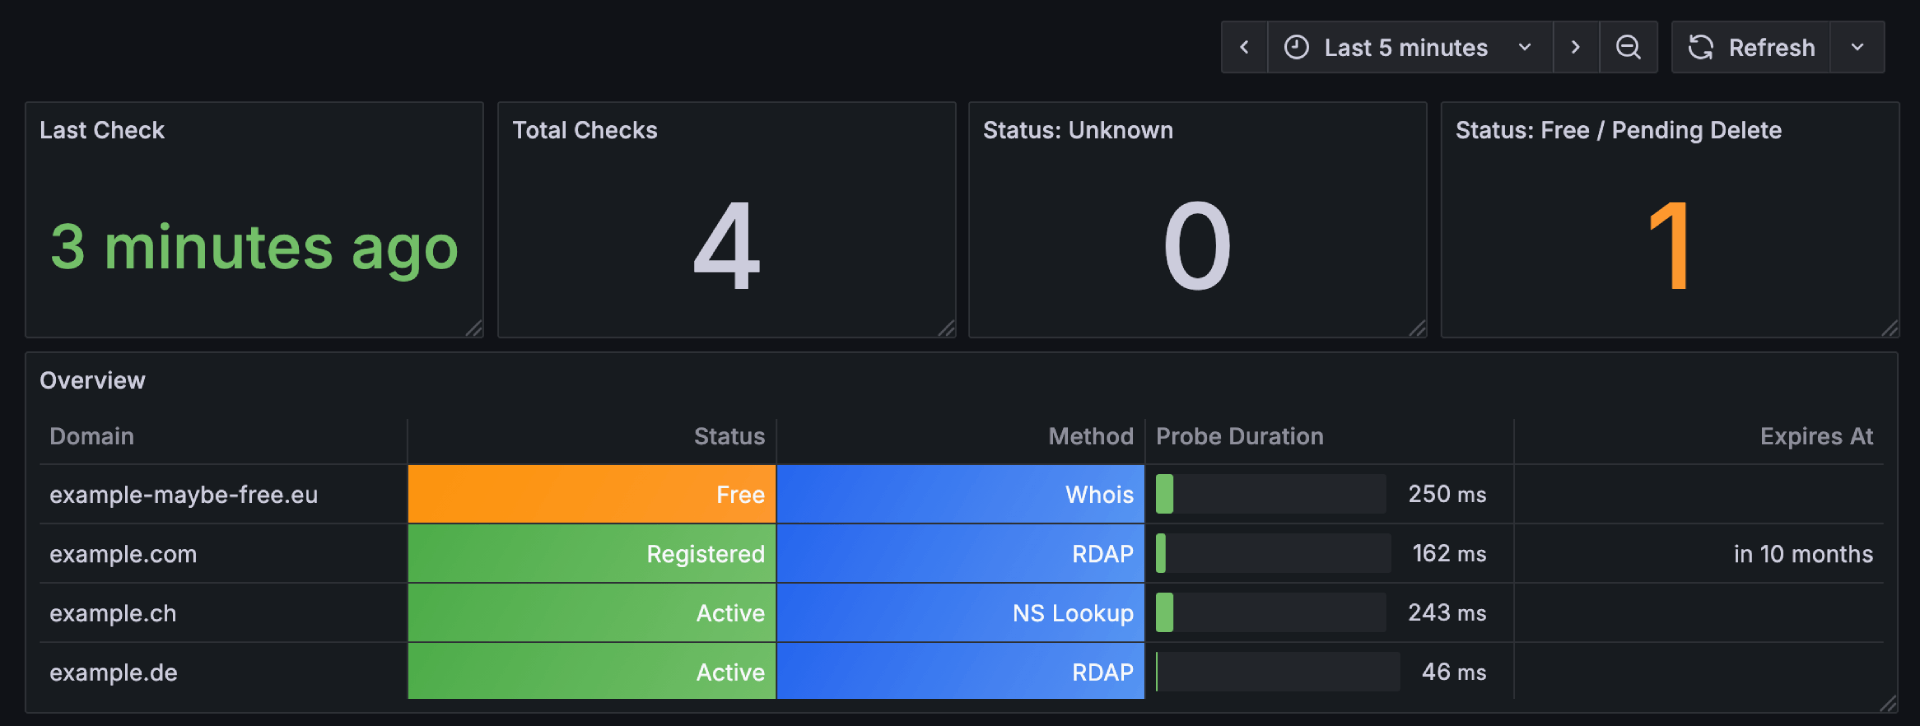 Last 5 minutes Refresh
Last Check
3 minutes ago
Total Checks
4
Status: Unknown
0
Status: Free / Pending Delete
1
Overview
Domain Status Method Probe Duration Expires At
example-maybe-free.eu Free Whois 250 ms
example.com Registered RDAP 162 ms in 10 months
example.ch Active NS Lookup 243 ms
example.de Active RDAP 46 ms